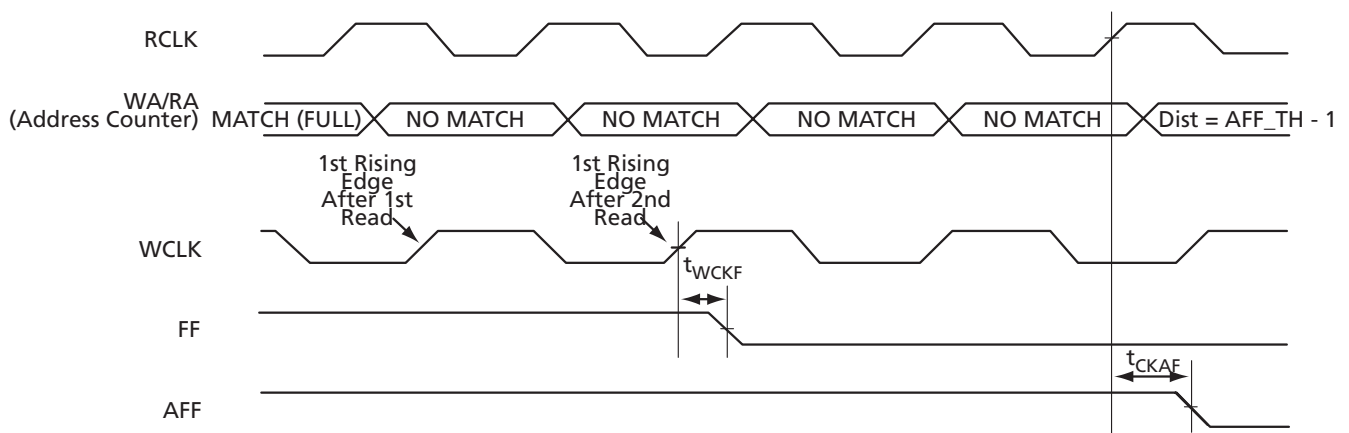 RCLK
WA/RA
(Address Counter) MATCH (FULL) NO MATCH NO MATCH NO MATCH NO MATCH Dist = AFF_TH - 1
1st Rising
Edge
After 1st
Read
1st Rising
Edge
After 2nd
Read
WCLK
tWCKF
FF
tCKAF
AFF